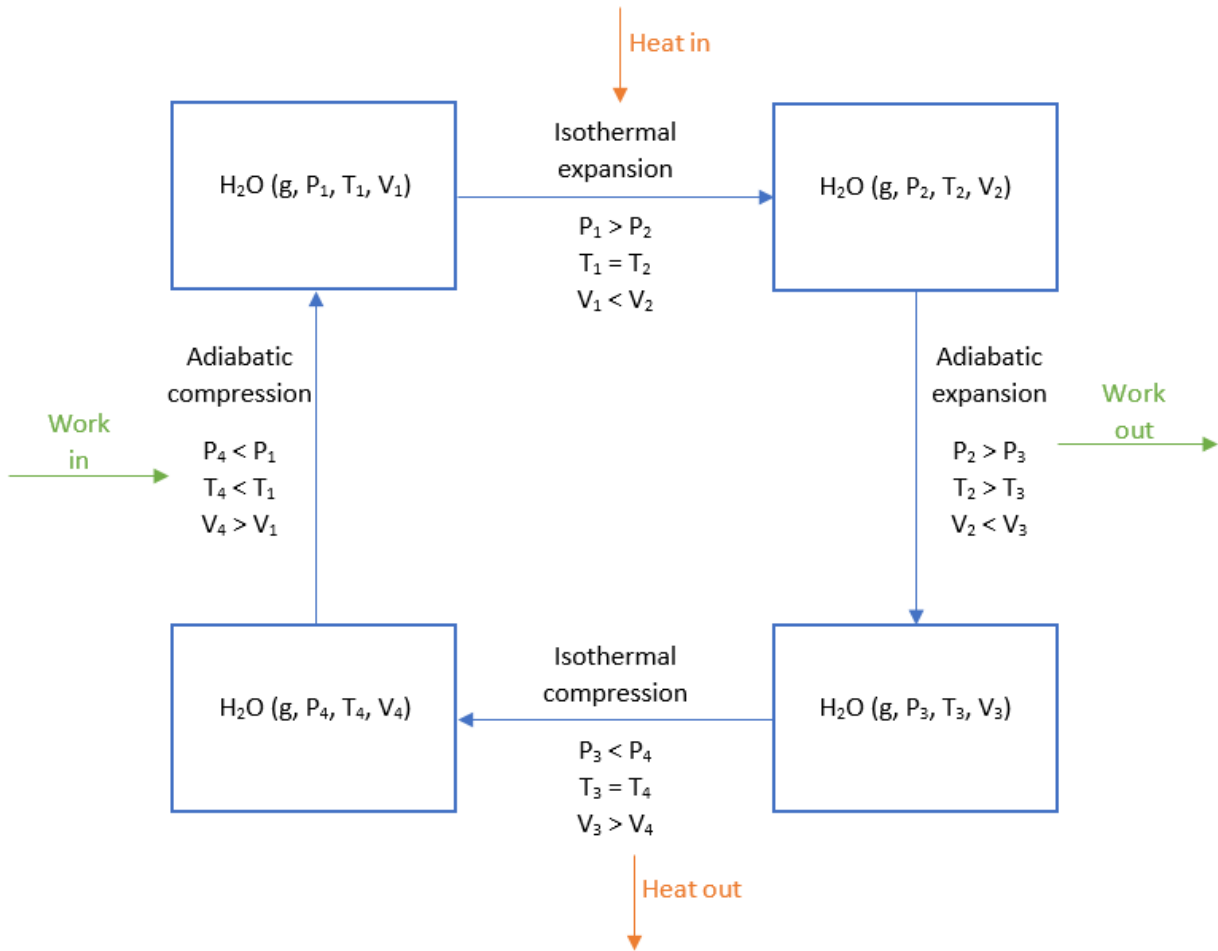 Heat in
H₂O (g, P₁, T₁, V₁)
Isothermal
expansion
P₁ > P₂
T₁ = T₂
V₁ < V₂
H₂O (g, P₂, T₂, V₂)
Adiabatic
compression
P₄ < P₁
T₄ < T₁
V₄ > V₁
Work
in
Adiabatic
expansion
P₂ > P₃
T₂ > T₃
V₂ < V₃
Work
out
H₂O (g, P₄, T₄, V₄)
Isothermal
compression
P₃ < P₄
T₃ = T₄
V₃ > V₄
H₂O (g, P₃, T₃, V₃)
Heat out